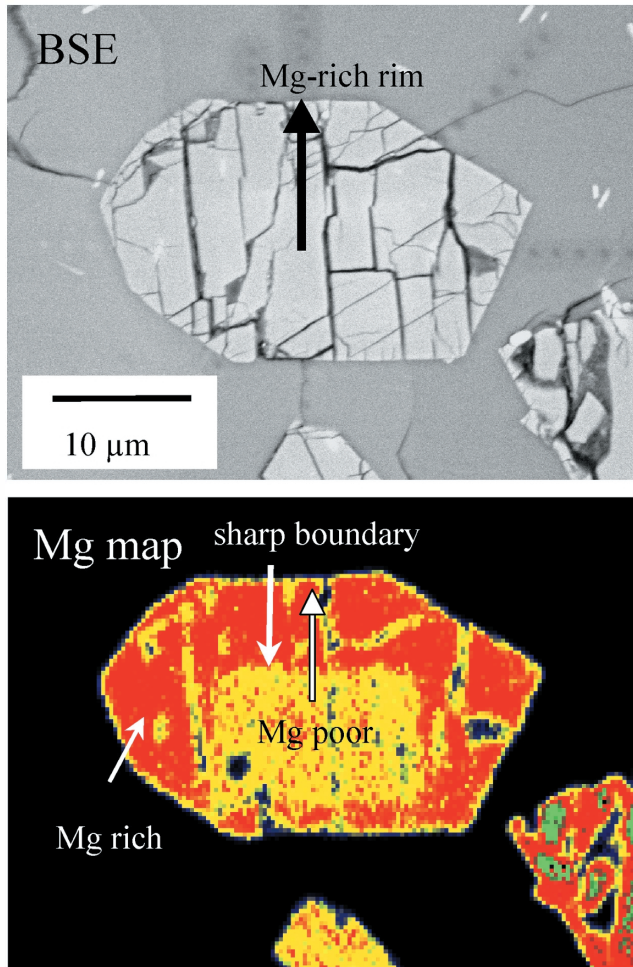 BSE
Mg-rich rim
10 µm
Mg map
sharp boundary
Mg poor
Mg rich